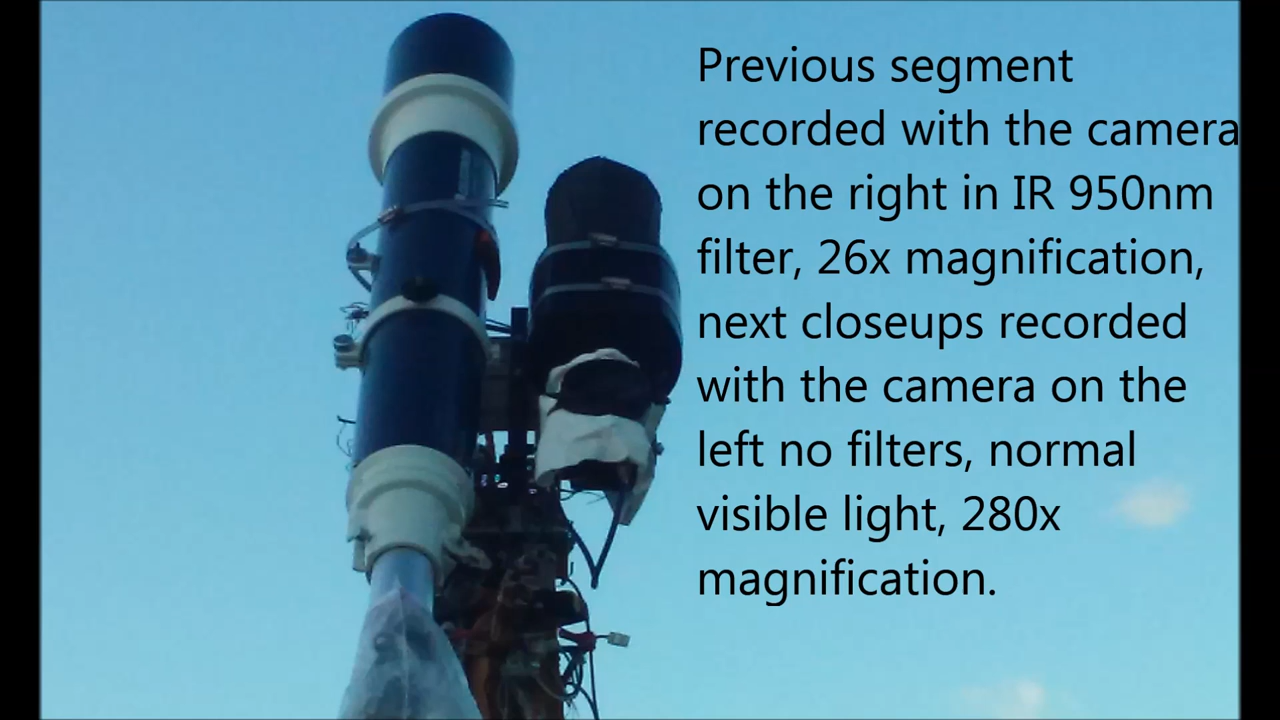 Previous segment
recorded with the camera
on the right in IR 950nm
filter, 26x magnification,
next closeups recorded
with the camera on the
left no filters, normal
visible light, 280x
magnification.